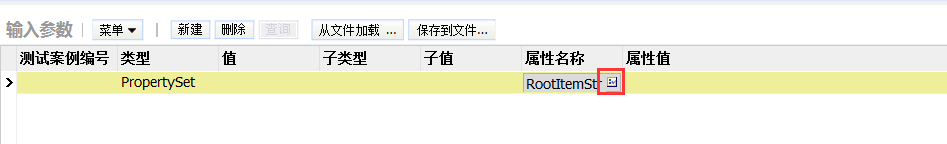 输入参数 | 菜单 | 新建 删除 查询 从文件加载 ... 保存到文件...
测试案例编号 类型 值 子类型 子值 属性名称 属性值
PropertySet RootItemStr